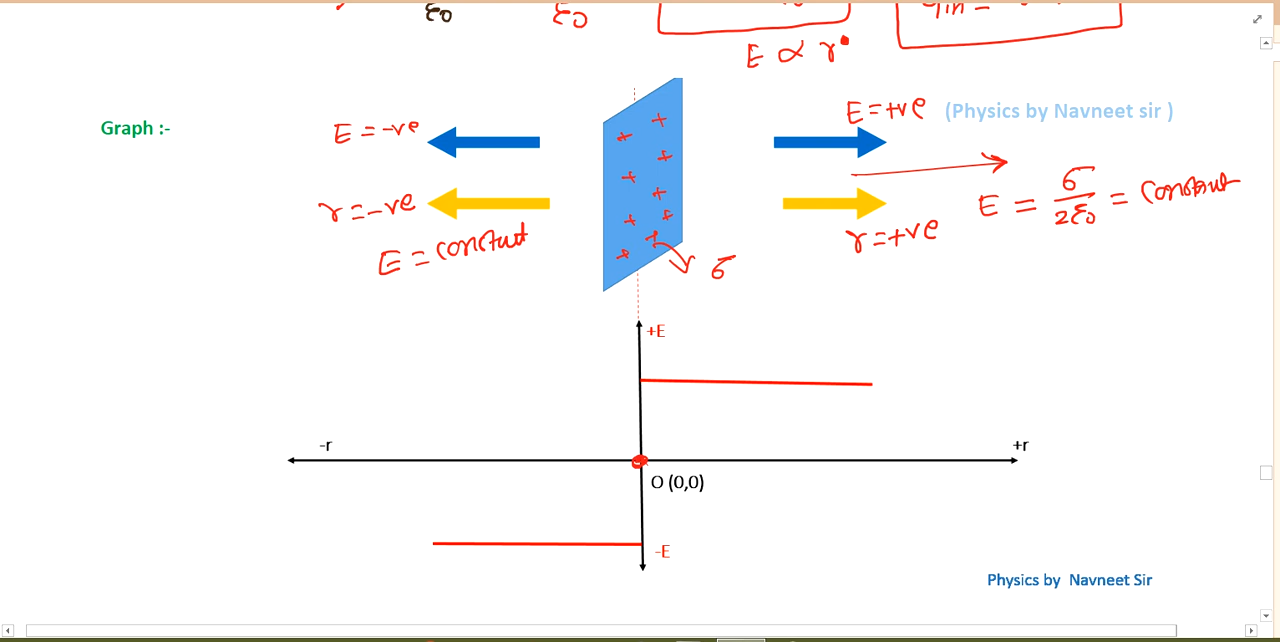 ε₀ ε₀
E ∝ r°
Graph :-
E = -ve
E = +ve (Physics by Navneet sir )
r = -ve
r = +ve
E = σ/2ε₀ = constant
E = constant
σ
+E
-r
+r
O (0,0)
-E
Physics by Navneet Sir